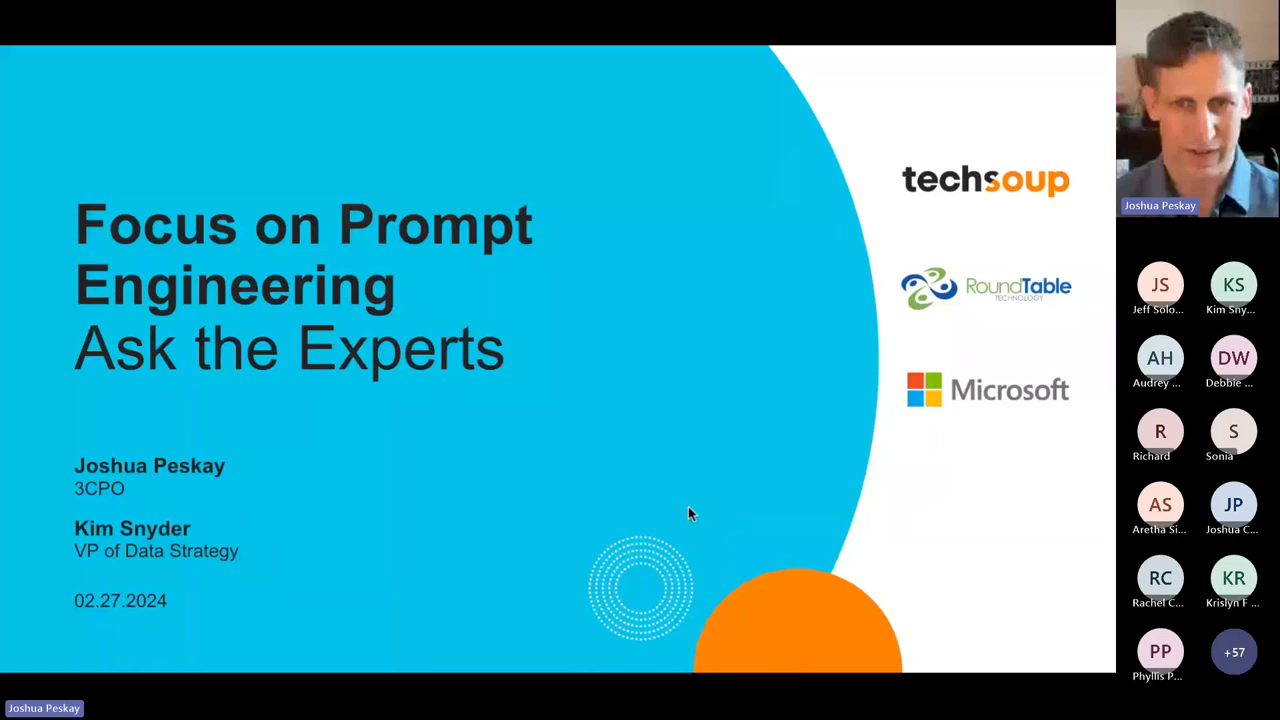 Focus on Prompt
Engineering
Ask the Experts
Joshua Peskay
3CPO
Kim Snyder
VP of Data Strategy
02.27.2024
techsoup
RoundTable
TECHNOLOGY
Microsoft
Joshua Peskay
JS
KS
Jeff Solo...
Kim Sny...
AH
DW
Audrey ...
Debbie ...
R
S
Richard
Sonia
AS
JP
Aretha Si...
Joshua C...
RC
KR
Rachel C...
Krislyn F ...
PP
+57
Phyllis P...
Joshua Peskay